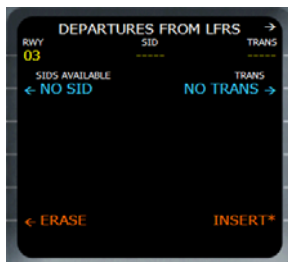 DEPARTURES FROM LFRS →
RWY SID TRANS
03 ----- -----
SIDS AVAILABLE TRANS
← NO SID NO TRANS →
← ERASE INSERT*